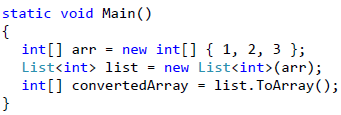 static void Main()
{
int[] arr = new int[] { 1, 2, 3 };
List<int> list = new List<int>(arr);
int[] convertedArray = list.ToArray();
}